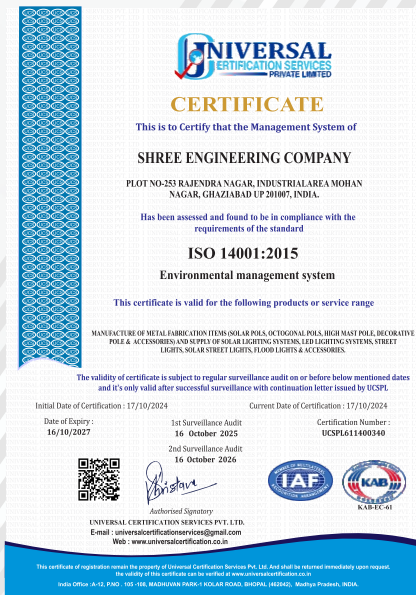 UNIVERSAL
CERTIFICATION SERVICES
PRIVATE LIMITED
CERTIFICATE
This is to Certify that the Management System of
SHREE ENGINEERING COMPANY
PLOT NO-253 RAJENDRA NAGAR, INDUSTRIALAREA MOHAN
NAGAR, GHAZIABAD UP 201007, INDIA.
Has been assessed and found to be in compliance with the
requirements of the standard
ISO 14001:2015
Environmental management system
This certificate is valid for the following products or service range
MANUFACTURE OF METAL FABRICATION ITEMS (SOLAR POLS, OCTOGONAL POLS, HIGH MAST POLE, DECORATIVE
POLE & ACCESSORIES) AND SUPPLY OF SOLAR LIGHTING SYSTEMS, LED LIGHTING SYSTEMS, STREET
LIGHTS, SOLAR STREET LIGHTS, FLOOD LIGHTS & ACCESSORIES.
The validity of certificate is subject to regular surveillance audit on or before below mentioned dates
and it's only valid after successful surveillance with continuation letter issued by UCSPL
Initial Date of Certification : 17/10/2024
Current Date of Certification : 17/10/2024
Date of Expiry :
16/10/2027
1st Surveillance Audit
16 October 2025
2nd Surveillance Audit
16 October 2026
Certification Number :
UCSPL611400340
IAF
KAB
KAB-EC-61
Authorised Signatory
UNIVERSAL CERTIFICATION SERVICES PVT. LTD.
E-mail : universalcertificationservices@gmail.com
Web : www.universalcertification.co.in
This certificate of registration remain the property of Universal Certification Services Pvt. Ltd. And shall be returned immediately upon request.
the validity of certificate can be verified at www.universalcertification.co.in
India Office :A-12, P.NO . 105 -108, MADHUVAN PARK-1 KOLAR ROAD, BHOPAL (462042), Madhya Pradesh, INDIA.